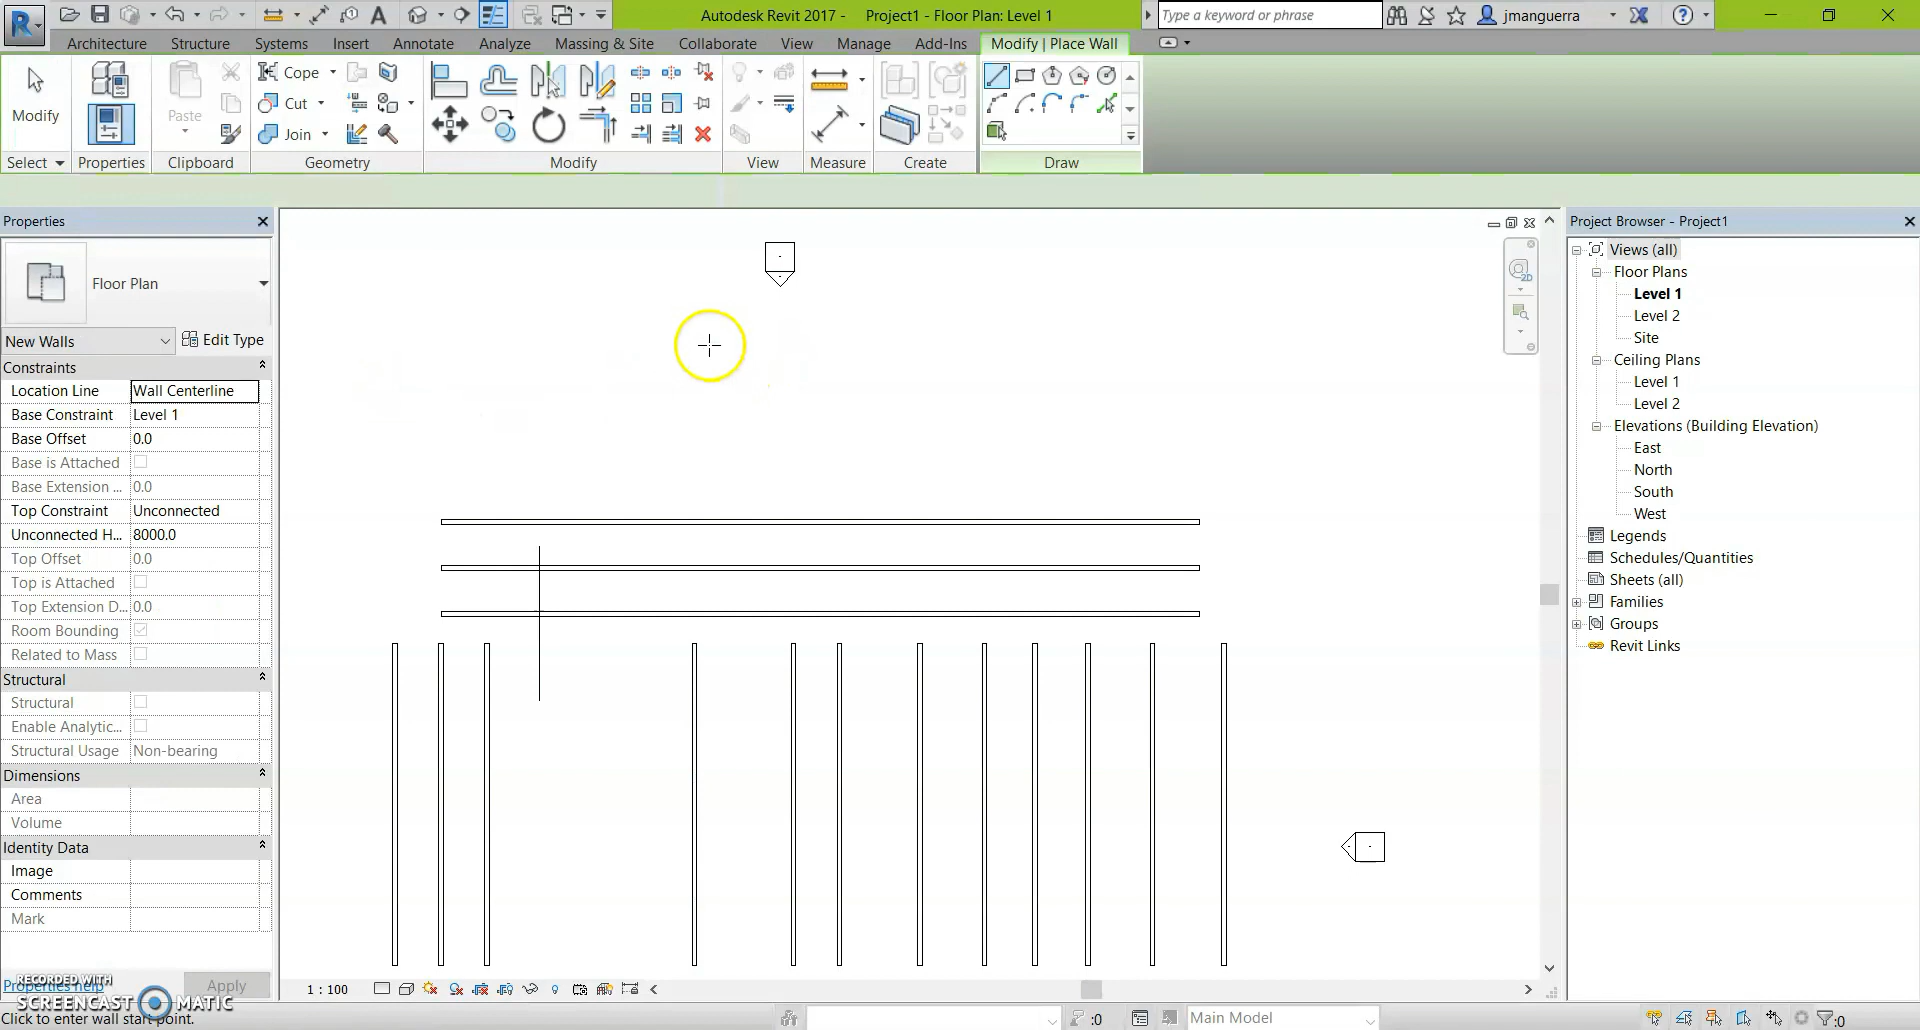 Autodesk Revit 2017 - Project1 - Floor Plan: Level 1
Type a keyword or phrase
jmanguerra
Architecture Structure Systems Insert Annotate Analyze Massing & Site Collaborate View Manage Add-Ins Modify | Place Wall
Modify
Paste
Cope
Cut
Join
Select Properties Clipboard Geometry Modify View Measure Create Draw
Properties
Floor Plan
New Walls Edit Type
Constraints
Location Line Wall Centerline
Base Constraint Level 1
Base Offset 0.0
Base is Attached
Base Extension ... 0.0
Top Constraint Unconnected
Unconnected H... 8000.0
Top Offset 0.0
Top is Attached
Top Extension D... 0.0
Room Bounding
Related to Mass
Structural
Structural
Enable Analytic...
Structural Usage Non-bearing
Dimensions
Area
Volume
Identity Data
Image
Comments
Mark
Properties help
Apply
RECORDED WITH
SCREENCAST MATIC
Click to enter wall start point.
1 : 100
:0
Main Model
:0
Project Browser - Project1
Views (all)
Floor Plans
Level 1
Level 2
Site
Ceiling Plans
Level 1
Level 2
Elevations (Building Elevation)
East
North
South
West
Legends
Schedules/Quantities
Sheets (all)
Families
Groups
Revit Links
2D